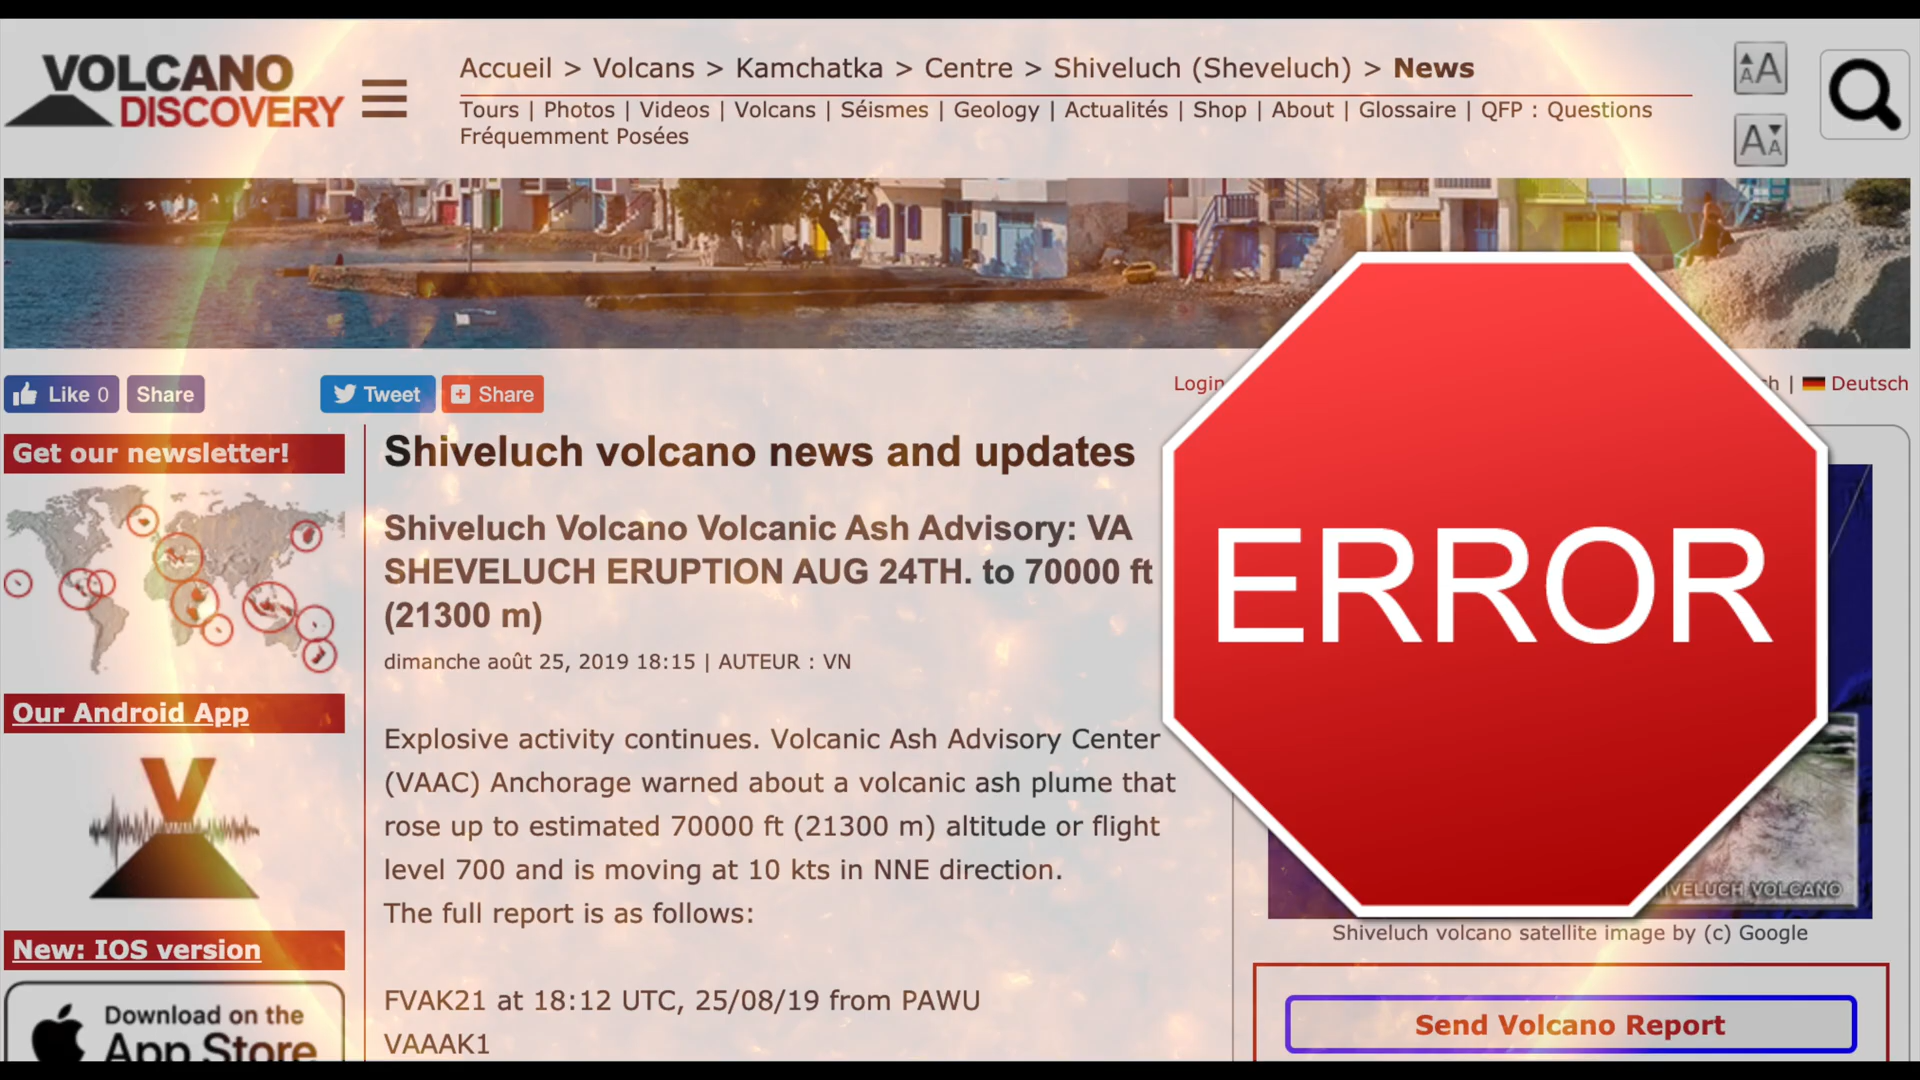 VOLCANO
DISCOVERY
Accueil > Volcans > Kamchatka > Centre > Shiveluch (Sheveluch) > News
Tours | Photos | Videos | Volcans | Séismes | Geology | Actualités | Shop | About | Glossaire | QFP : Questions
Fréquemment Posées
AA
AA
Like 0
Share
Tweet
Share
Login
| Deutsch
Get our newsletter!
Our Android App
New: IOS version
Download on the
App Store
Shiveluch volcano news and updates
Shiveluch Volcano Volcanic Ash Advisory: VA
SHEVELUCH ERUPTION AUG 24TH. to 70000 ft
(21300 m)
dimanche août 25, 2019 18:15 | AUTEUR : VN
Explosive activity continues. Volcanic Ash Advisory Center
(VAAC) Anchorage warned about a volcanic ash plume that
rose up to estimated 70000 ft (21300 m) altitude or flight
level 700 and is moving at 10 kts in NNE direction.
The full report is as follows:
FVAK21 at 18:12 UTC, 25/08/19 from PAWU
VAAAK1
ERROR
VOLCANO
Shiveluch volcano satellite image by (c) Google
Send Volcano Report